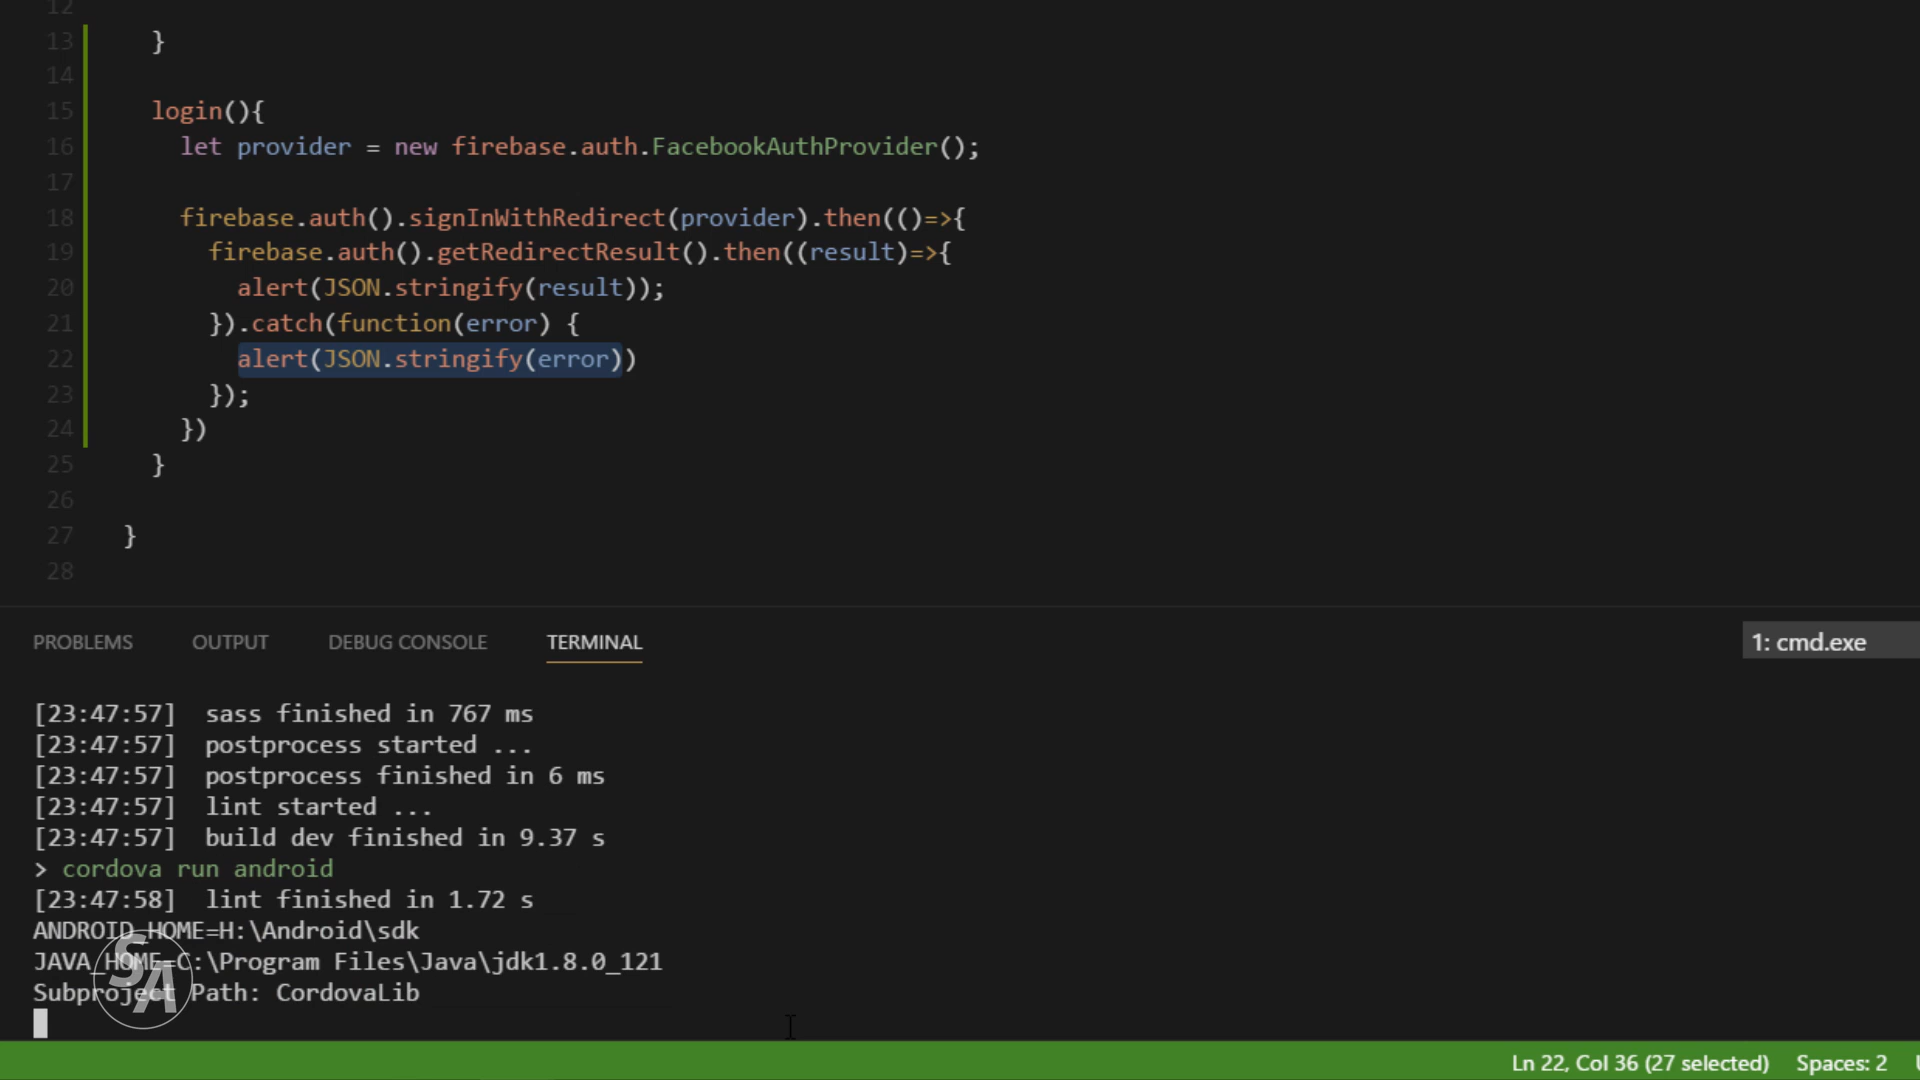 12
13 }
14
15 login(){
16 let provider = new firebase.auth.FacebookAuthProvider();
17
18 firebase.auth().signInWithRedirect(provider).then(()=>{
19 firebase.auth().getRedirectResult().then((result)=>{
20 alert(JSON.stringify(result));
21 }).catch(function(error) {
22 alert(JSON.stringify(error))
23 });
24 })
25 }
26
27 }
28
PROBLEMS OUTPUT DEBUG CONSOLE TERMINAL 1: cmd.exe
[23:47:57] sass finished in 767 ms
[23:47:57] postprocess started ...
[23:47:57] postprocess finished in 6 ms
[23:47:57] lint started ...
[23:47:57] build dev finished in 9.37 s
> cordova run android
[23:47:58] lint finished in 1.72 s
ANDROID_HOME=H:\Android\sdk
JAVA_HOME=C:\Program Files\Java\jdk1.8.0_121
Subproject Path: CordovaLib
SA
Ln 22, Col 36 (27 selected) Spaces: 2